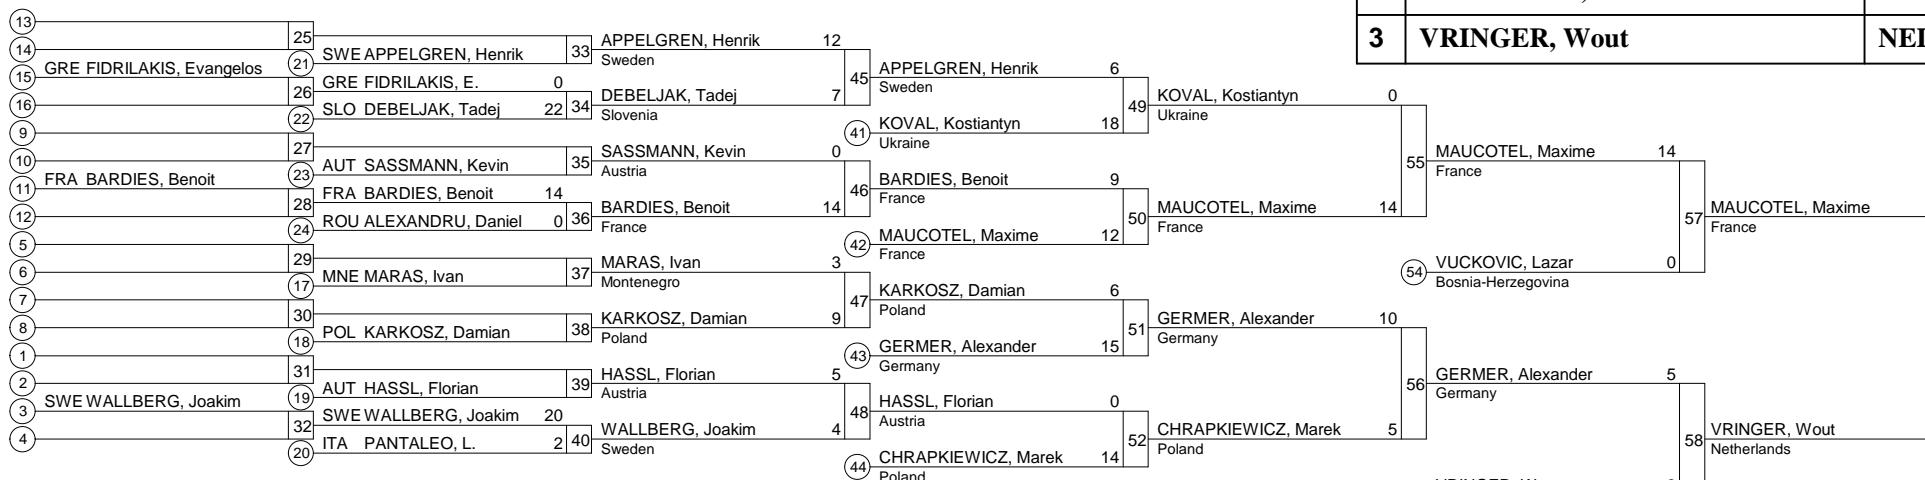 3 VRINGER, Wout NED
13
14
15 GRE FIDRILAKIS, Evangelos
16
9
10
11 FRA BARDIES, Benoit
12
5
6
7
8
1
2
3 SWE WALLBERG, Joakim
4
25
21 SWE APPELGREN, Henrik
26 GRE FIDRILAKIS, E. 0
22 SLO DEBELJAK, Tadej 22
27
23 AUT SASSMANN, Kevin
28 FRA BARDIES, Benoit 14
24 ROU ALEXANDRU, Daniel 0
29
17 MNE MARAS, Ivan
30
18 POL KARKOSZ, Damian
31
19 AUT HASSL, Florian
32 SWE WALLBERG, Joakim 20
20 ITA PANTALEO, L. 2
33 APPELGREN, Henrik 12
Sweden
34 DEBELJAK, Tadej 7
Slovenia
35 SASSMANN, Kevin 0
Austria
36 BARDIES, Benoit 14
France
37 MARAS, Ivan 3
Montenegro
38 KARKOSZ, Damian 9
Poland
39 HASSL, Florian 5
Austria
40 WALLBERG, Joakim 4
Sweden
45 APPELGREN, Henrik 6
Sweden
41 KOVAL, Kostiantyn 18
Ukraine
46 BARDIES, Benoit 9
France
42 MAUCOTEL, Maxime 12
France
47 KARKOSZ, Damian 6
Poland
43 GERMER, Alexander 15
Germany
48 HASSL, Florian 0
Austria
44 CHRAPKIEWICZ, Marek 14
Poland
49 KOVAL, Kostiantyn 0
Ukraine
50 MAUCOTEL, Maxime 14
France
51 GERMER, Alexander 10
Germany
52 CHRAPKIEWICZ, Marek 5
Poland
55 MAUCOTEL, Maxime 14
France
54 VUCKOVIC, Lazar 0
Bosnia-Herzegovina
56 GERMER, Alexander 5
Germany
57 MAUCOTEL, Maxime
France
58 VRINGER, Wout
Netherlands